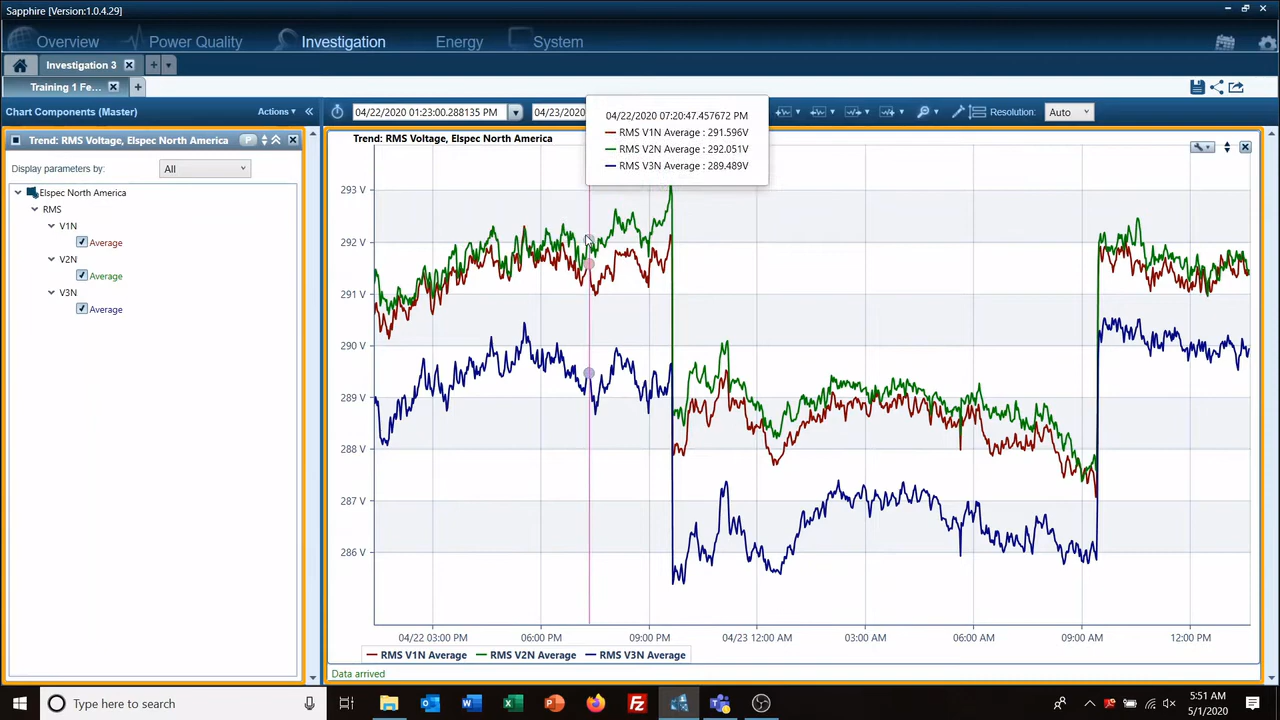 Sapphire [Version:1.0.4.29]
Overview
Power Quality
Investigation
Energy
System
Investigation 3
Training 1 Fe...
Chart Components (Master)
Actions
04/22/2020 01:23:00.288135 PM
04/23/2020
Resolution:
Auto
Trend: RMS Voltage, Elspec North America
Display parameters by:
All
Elspec North America
RMS
V1N
Average
V2N
Average
V3N
Average
Trend: RMS Voltage, Elspec North America
04/22/2020 07:20:47.457672 PM
RMS V1N Average : 291.596V
RMS V2N Average : 292.051V
RMS V3N Average : 289.489V
293 V
292 V
291 V
290 V
289 V
288 V
287 V
286 V
04/22 03:00 PM
06:00 PM
09:00 PM
04/23 12:00 AM
03:00 AM
06:00 AM
09:00 AM
12:00 PM
RMS V1N Average
RMS V2N Average
RMS V3N Average
Data arrived
Type here to search
5:51 AM
5/1/2020